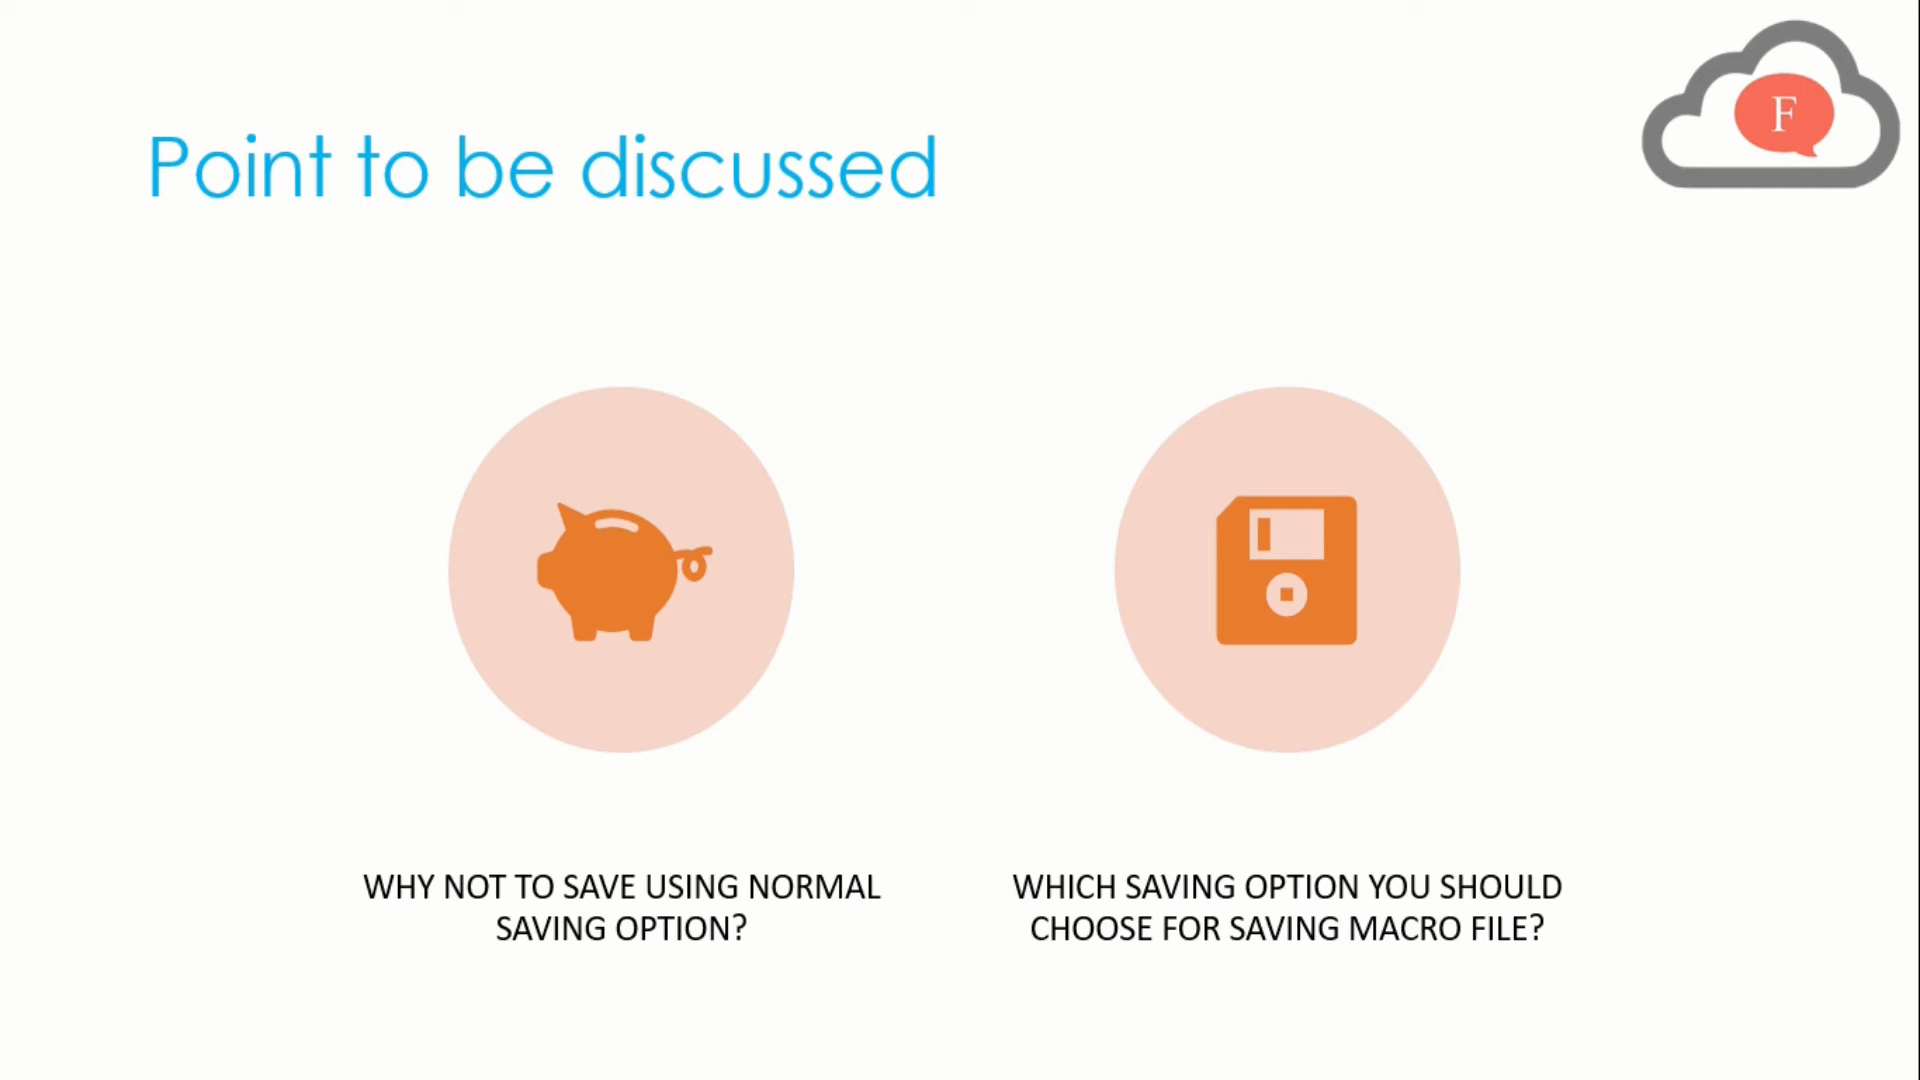 F
Point to be discussed
WHY NOT TO SAVE USING NORMAL
SAVING OPTION?
WHICH SAVING OPTION YOU SHOULD
CHOOSE FOR SAVING MACRO FILE?